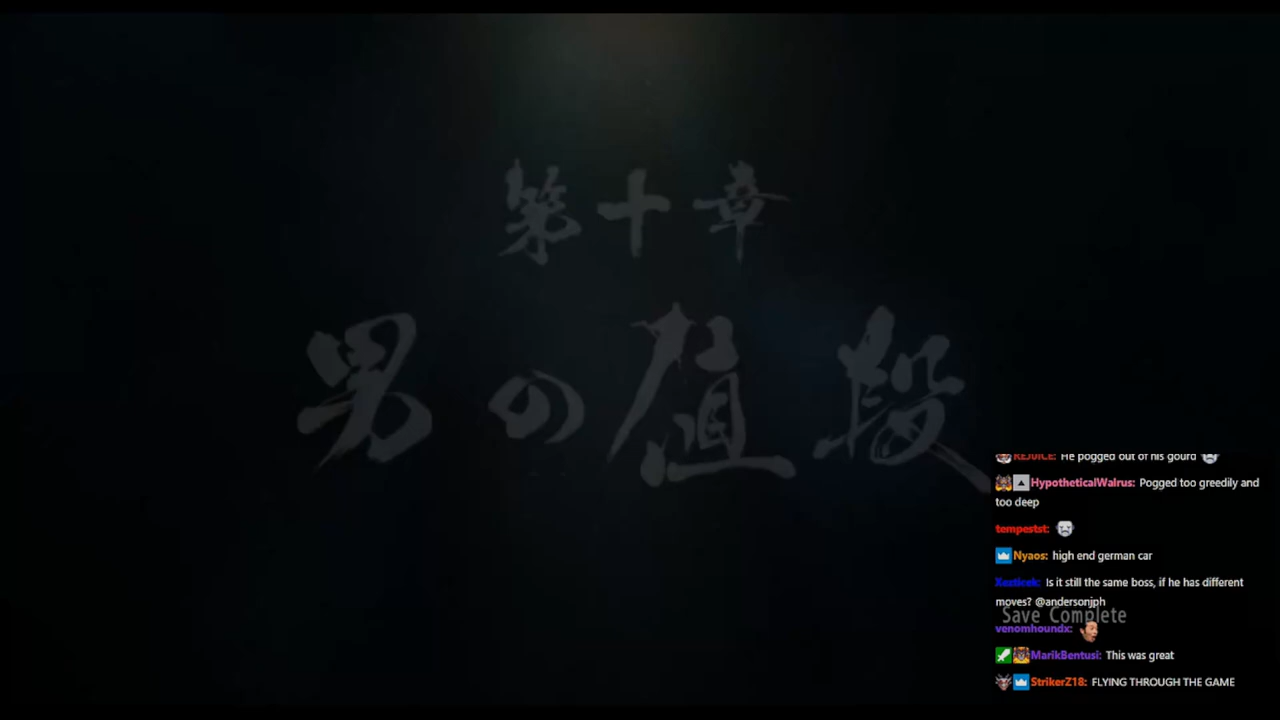 第十章
男の値段
REJUICE: He pogged out of his gourd
HypotheticalWalrus: Pogged too greedily and
too deep
tempestst:
Nyaos: high end german car
Xezticek: Is it still the same boss, if he has different
moves? @andersonjph
Save Complete
venomhoundx:
MarikBentusi: This was great
StrikerZ18: FLYING THROUGH THE GAME